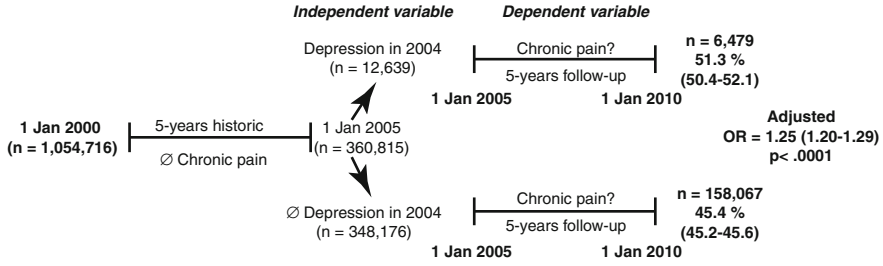 Independent variable
Dependent variable
Depression in 2004
(n = 12,639)
Chronic pain?
5-years follow-up
1 Jan 2005
1 Jan 2010
n = 6,479
51.3 %
(50.4-52.1)
1 Jan 2000
(n = 1,054,716)
5-years historic
∅ Chronic pain
1 Jan 2005
(n = 360,815)
Adjusted
OR = 1.25 (1.20-1.29)
p< .0001
∅ Depression in 2004
(n = 348,176)
Chronic pain?
5-years follow-up
1 Jan 2005
1 Jan 2010
n = 158,067
45.4 %
(45.2-45.6)